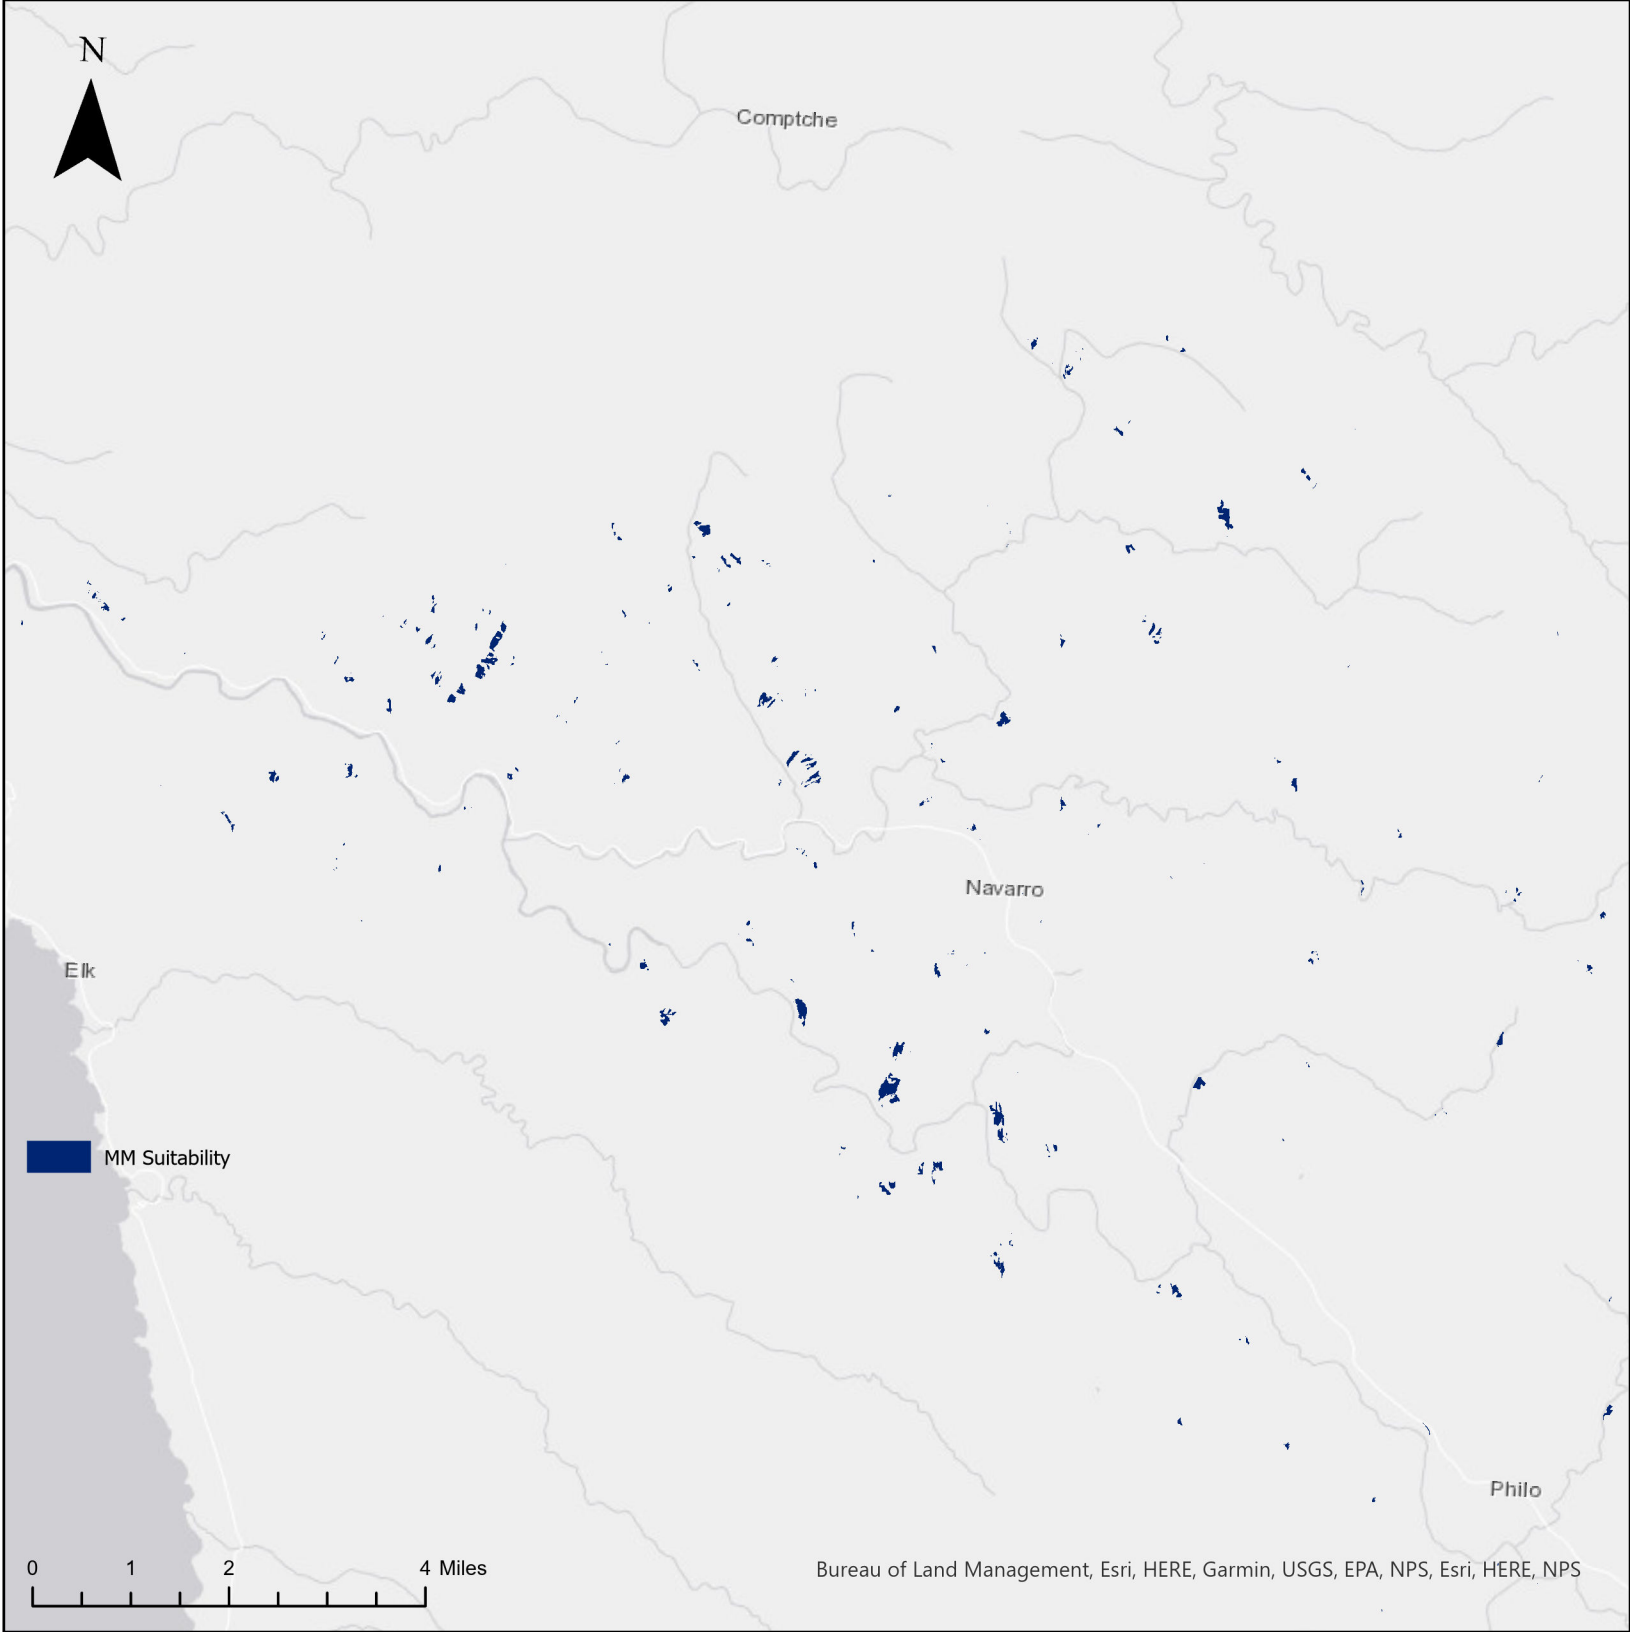 N
Comptche
Navarro
Elk
MM Suitability
Philo
0 1 2 4 Miles
Bureau of Land Management, Esri, HERE, Garmin, USGS, EPA, NPS, Esri, HERE, NPS